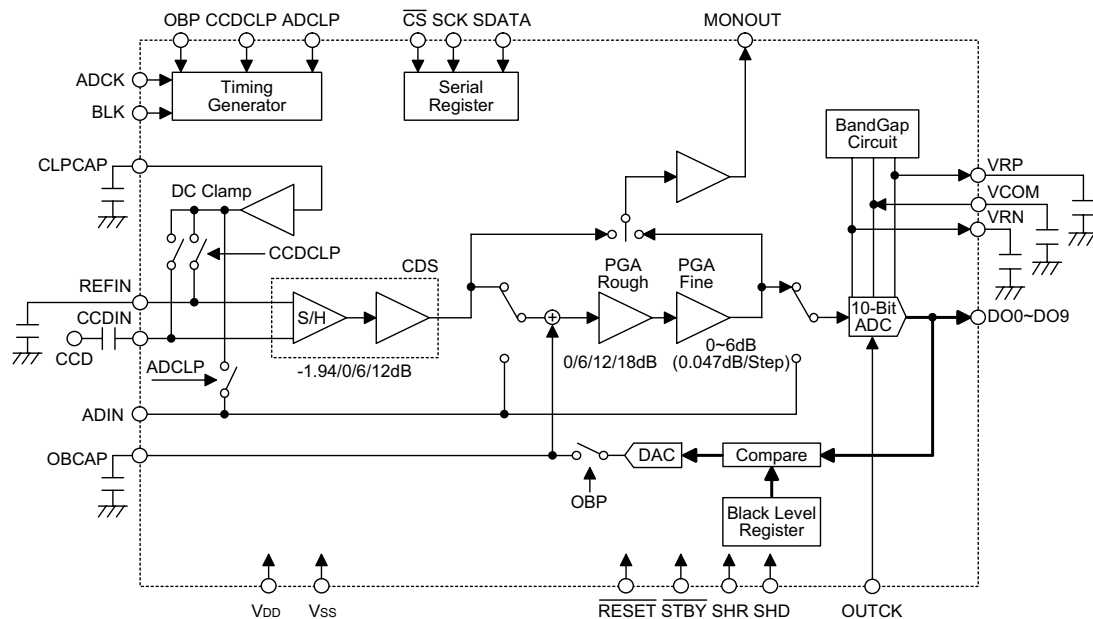 OBP CCDCLP ADCLP
CS SCK SDATA
MONOUT
ADCK
BLK
Timing
Generator
Serial
Register
BandGap
Circuit
CLPCAP
DC Clamp
VRP
VCOM
VRN
CCDCLP
CDS
REFIN
CCDIN
CCD
S/H
PGA
Rough
PGA
Fine
10-Bit
ADC
DO0~DO9
-1.94/0/6/12dB
0/6/12/18dB
0~6dB
(0.047dB/Step)
ADCLP
ADIN
OBCAP
DAC
Compare
OBP
Black Level
Register
VDD
VSS
RESET STBY SHR SHD
OUTCK